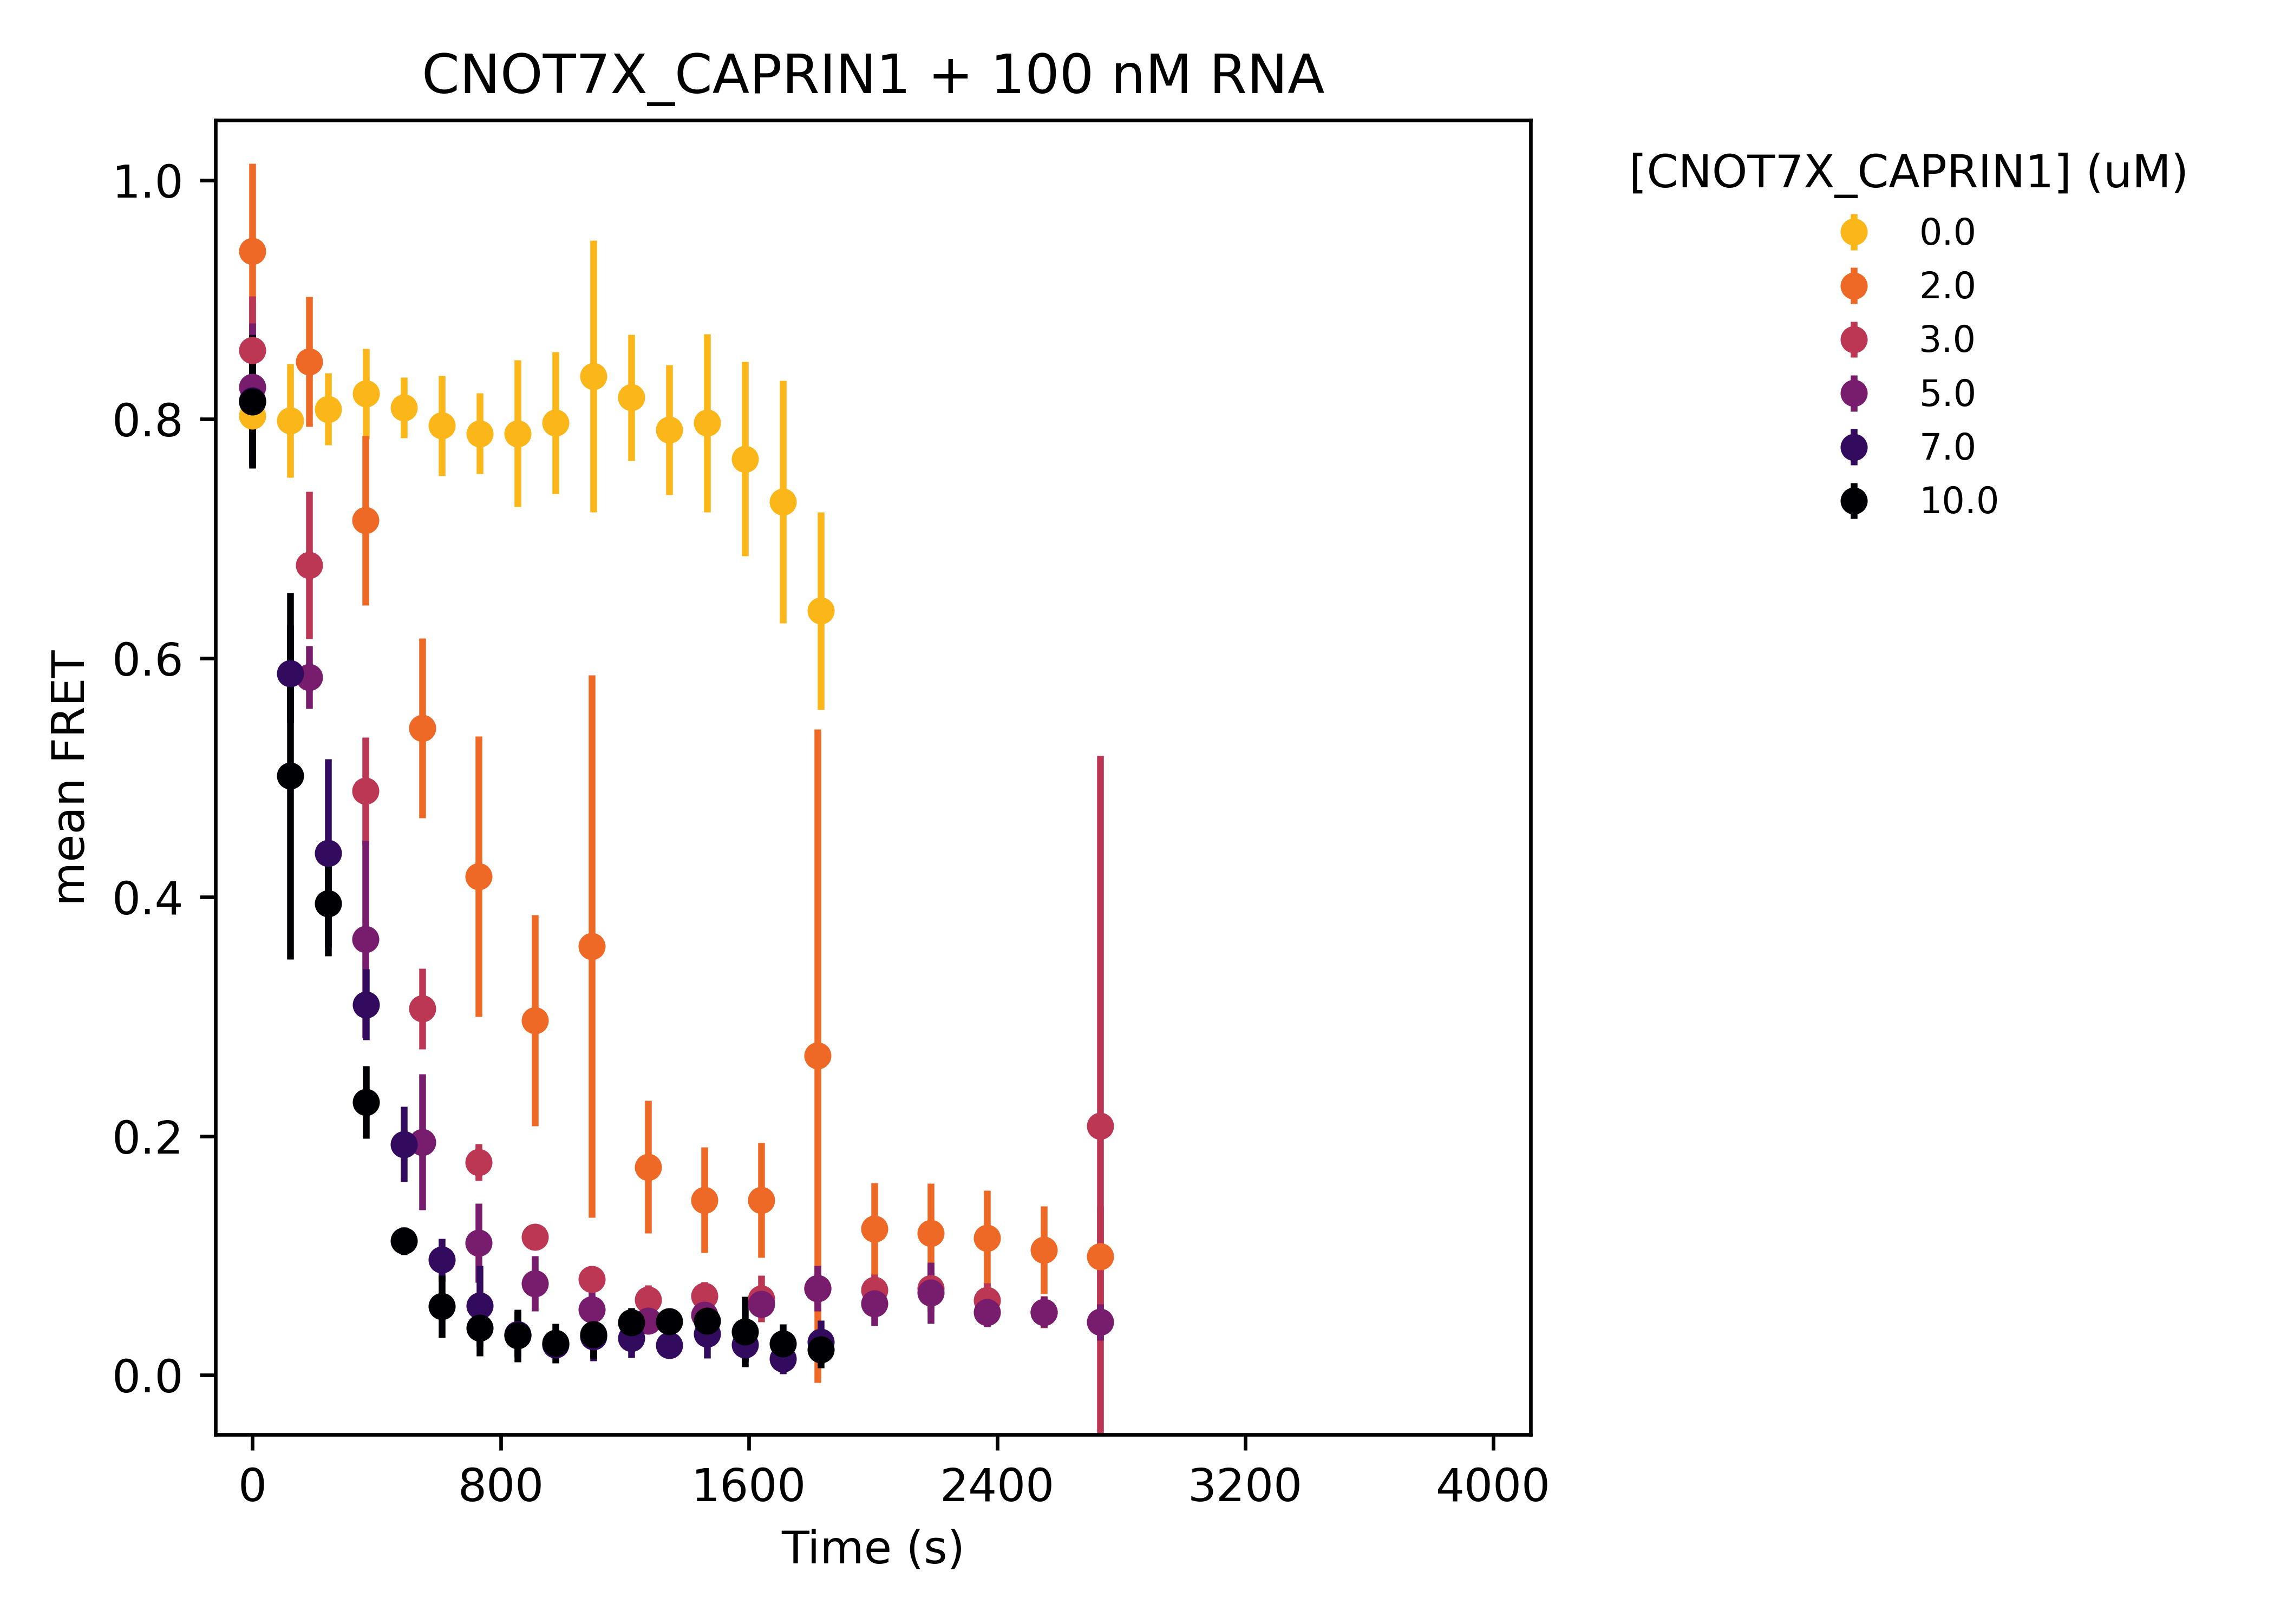 CNOT7X_CAPRIN1 + 100 nM RNA
[CNOT7X_CAPRIN1] (uM)
0.0
2.0
3.0
5.0
7.0
10.0
mean FRET
1.0
0.8
0.6
0.4
0.2
0.0
0 800 1600 2400 3200 4000
Time (s)